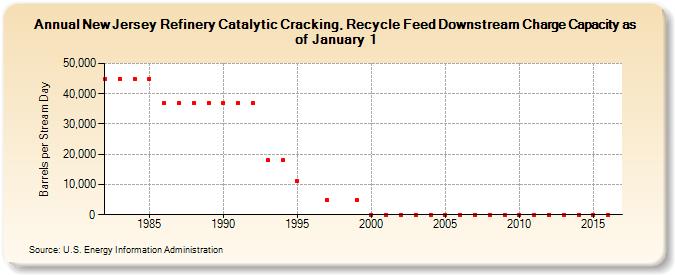 Annual New Jersey Refinery Catalytic Cracking, Recycle Feed Downstream Charge Capacity as
of January 1
Barrels per Stream Day
50,000
40,000
30,000
20,000
10,000
0
1985 1990 1995 2000 2005 2010 2015
Source: U.S. Energy Information Administration